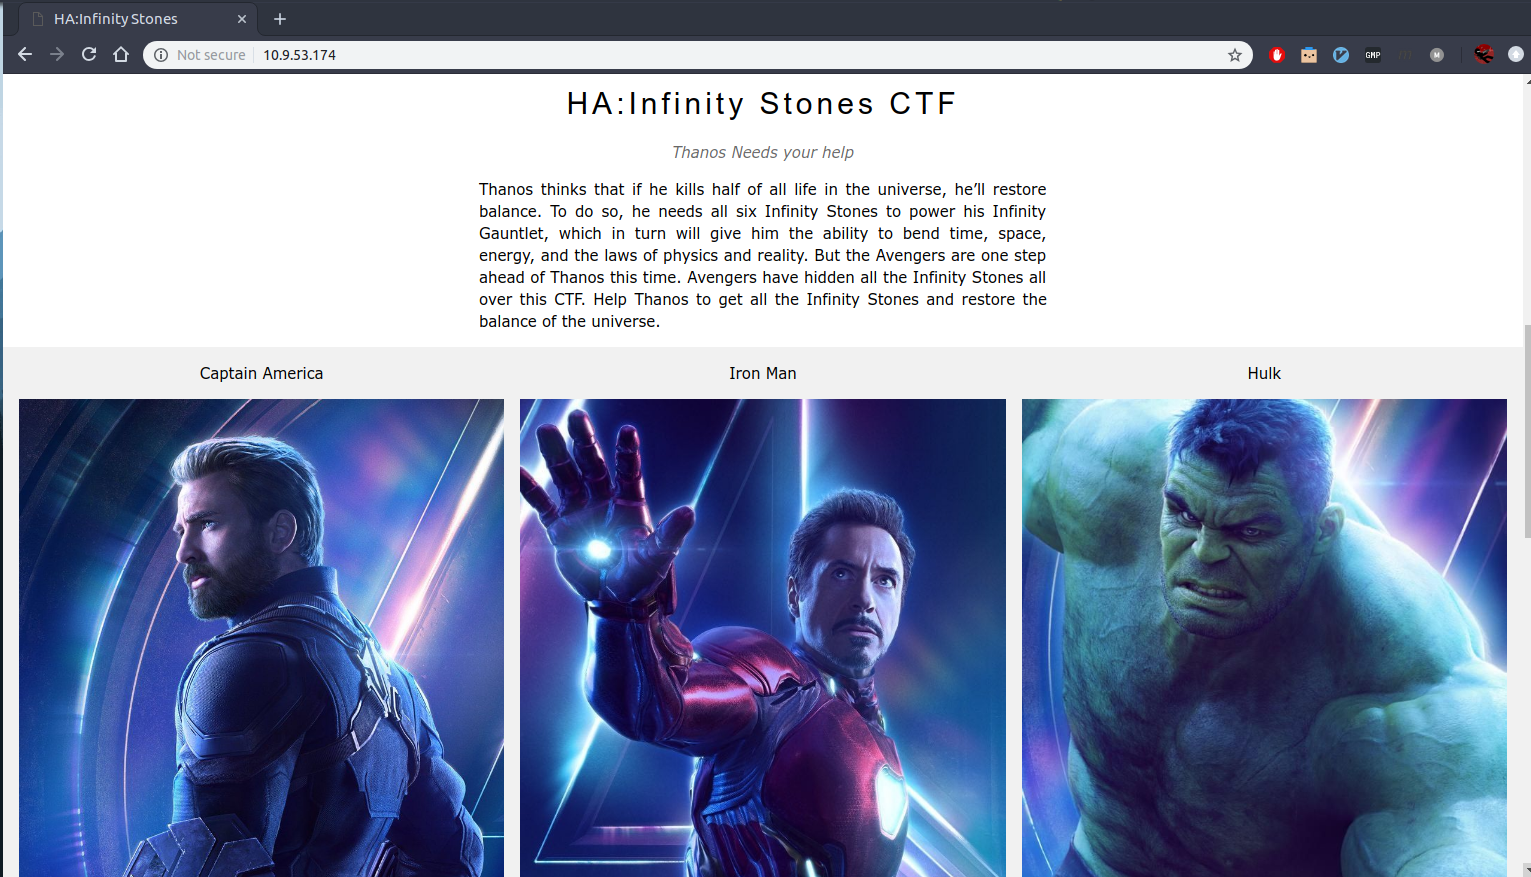 HA:Infinity Stones
Not secure
10.9.53.174
GMP
M
HA:Infinity Stones CTF
Thanos Needs your help
Thanos thinks that if he kills half of all life in the universe, he’ll restore
balance. To do so, he needs all six Infinity Stones to power his Infinity
Gauntlet, which in turn will give him the ability to bend time, space,
energy, and the laws of physics and reality. But the Avengers are one step
ahead of Thanos this time. Avengers have hidden all the Infinity Stones all
over this CTF. Help Thanos to get all the Infinity Stones and restore the
balance of the universe.
Captain America
Iron Man
Hulk